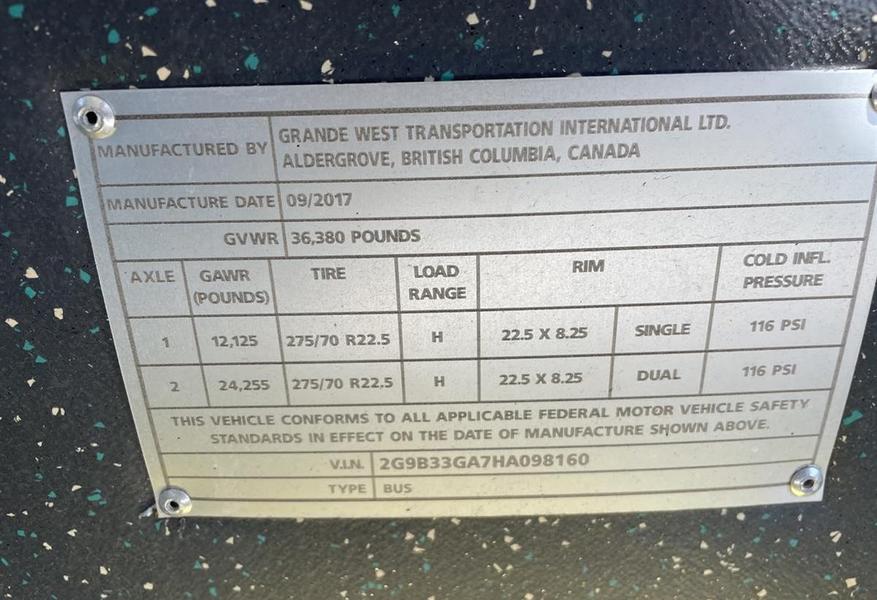 MANUFACTURED BY GRANDE WEST TRANSPORTATION INTERNATIONAL LTD.
ALDERGROVE, BRITISH COLUMBIA, CANADA
MANUFACTURE DATE 09/2017
GVWR 36,380 POUNDS
AXLE GAWR (POUNDS) TIRE LOAD RANGE RIM COLD INFL. PRESSURE
1 12,125 275/70 R22.5 H 22.5 X 8.25 SINGLE 116 PSI
2 24,255 275/70 R22.5 H 22.5 X 8.25 DUAL 116 PSI
THIS VEHICLE CONFORMS TO ALL APPLICABLE FEDERAL MOTOR VEHICLE SAFETY
STANDARDS IN EFFECT ON THE DATE OF MANUFACTURE SHOWN ABOVE.
V.I.N. 2G9B33GA7HA098160
TYPE BUS